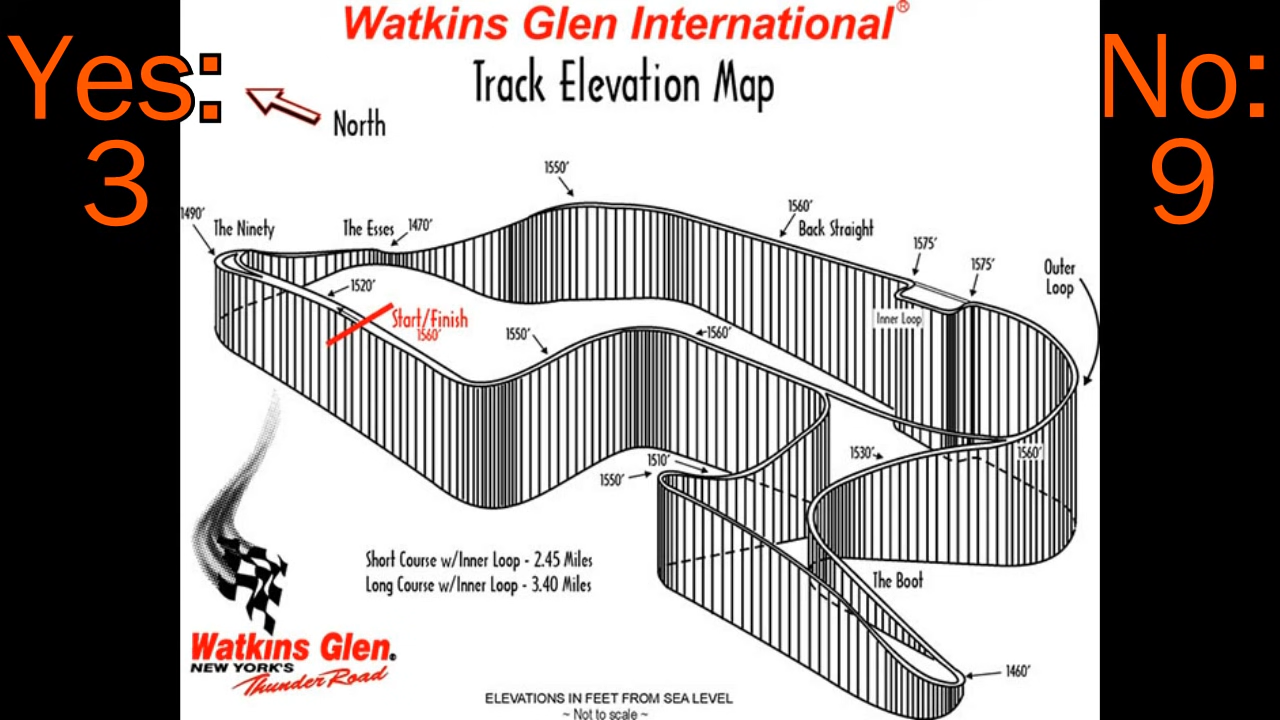 Watkins Glen International®
Track Elevation Map
Yes:
3
No:
9
North
1550'
1490'
The Ninety
The Esses
1470'
1560'
Back Straight
1575'
1575'
Outer
Loop
Inner Loop
1520'
Start/Finish
1560'
1550'
1560'
1530'
1560'
1510'
1550'
The Boot
1460'
Short Course w/Inner Loop - 2.45 Miles
Long Course w/Inner Loop - 3.40 Miles
Watkins Glen®
NEW YORK'S
Thunder Road
ELEVATIONS IN FEET FROM SEA LEVEL
~ Not to scale ~